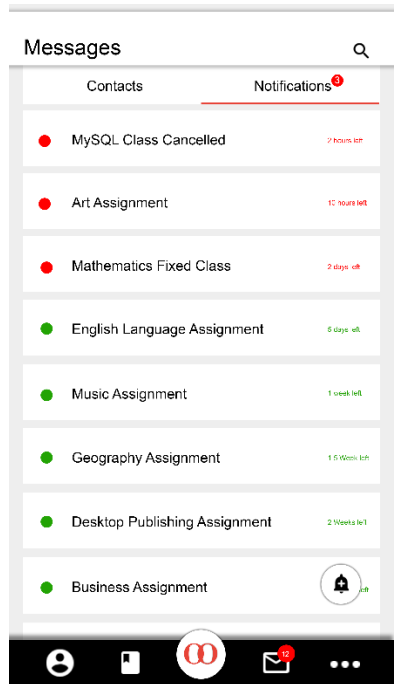 Messages
Contacts
Notifications 3
MySQL Class Cancelled 2 hours left
Art Assignment 10 hours left
Mathematics Fixed Class 2 days left
English Language Assignment days left
Music Assignment 1 week left
Geography Assignment 1.5 Week left
Desktop Publishing Assignment 2 Weeks left
Business Assignment
12